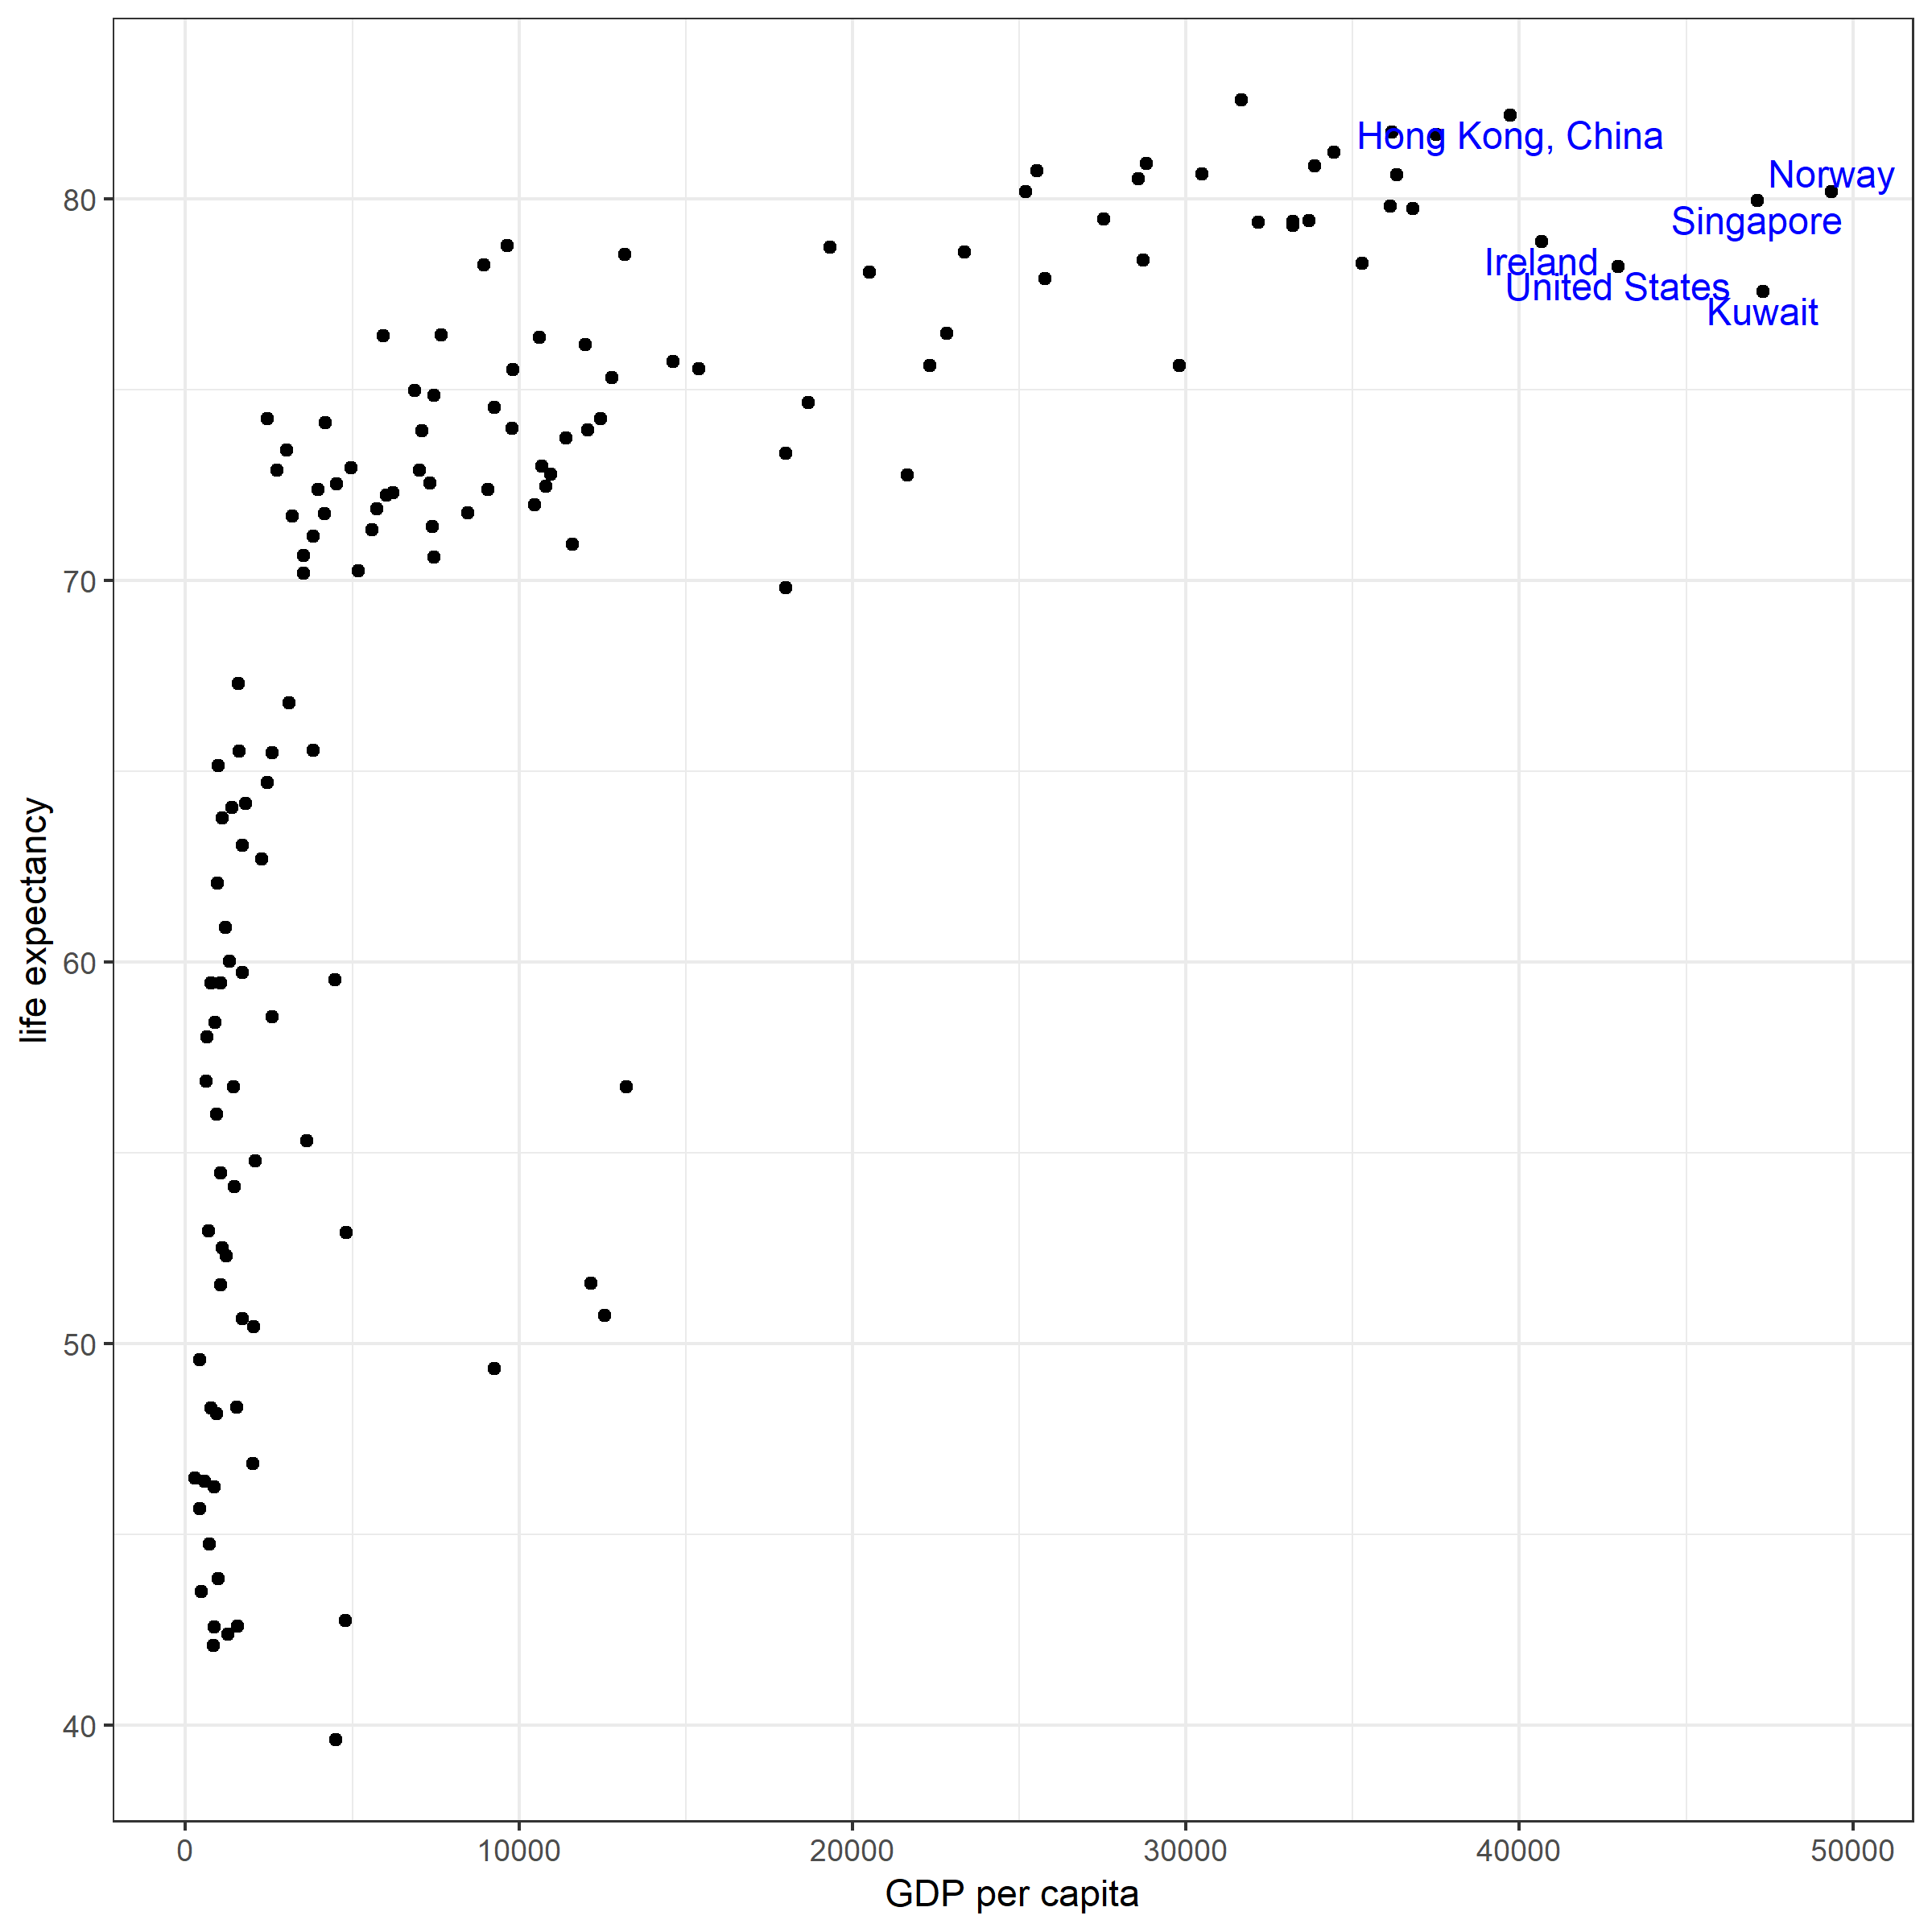 Hong Kong, China
Norway
Singapore
Ireland
United States
Kuwait
80
70
60
50
40
life expectancy
0 10000 20000 30000 40000 50000
GDP per capita